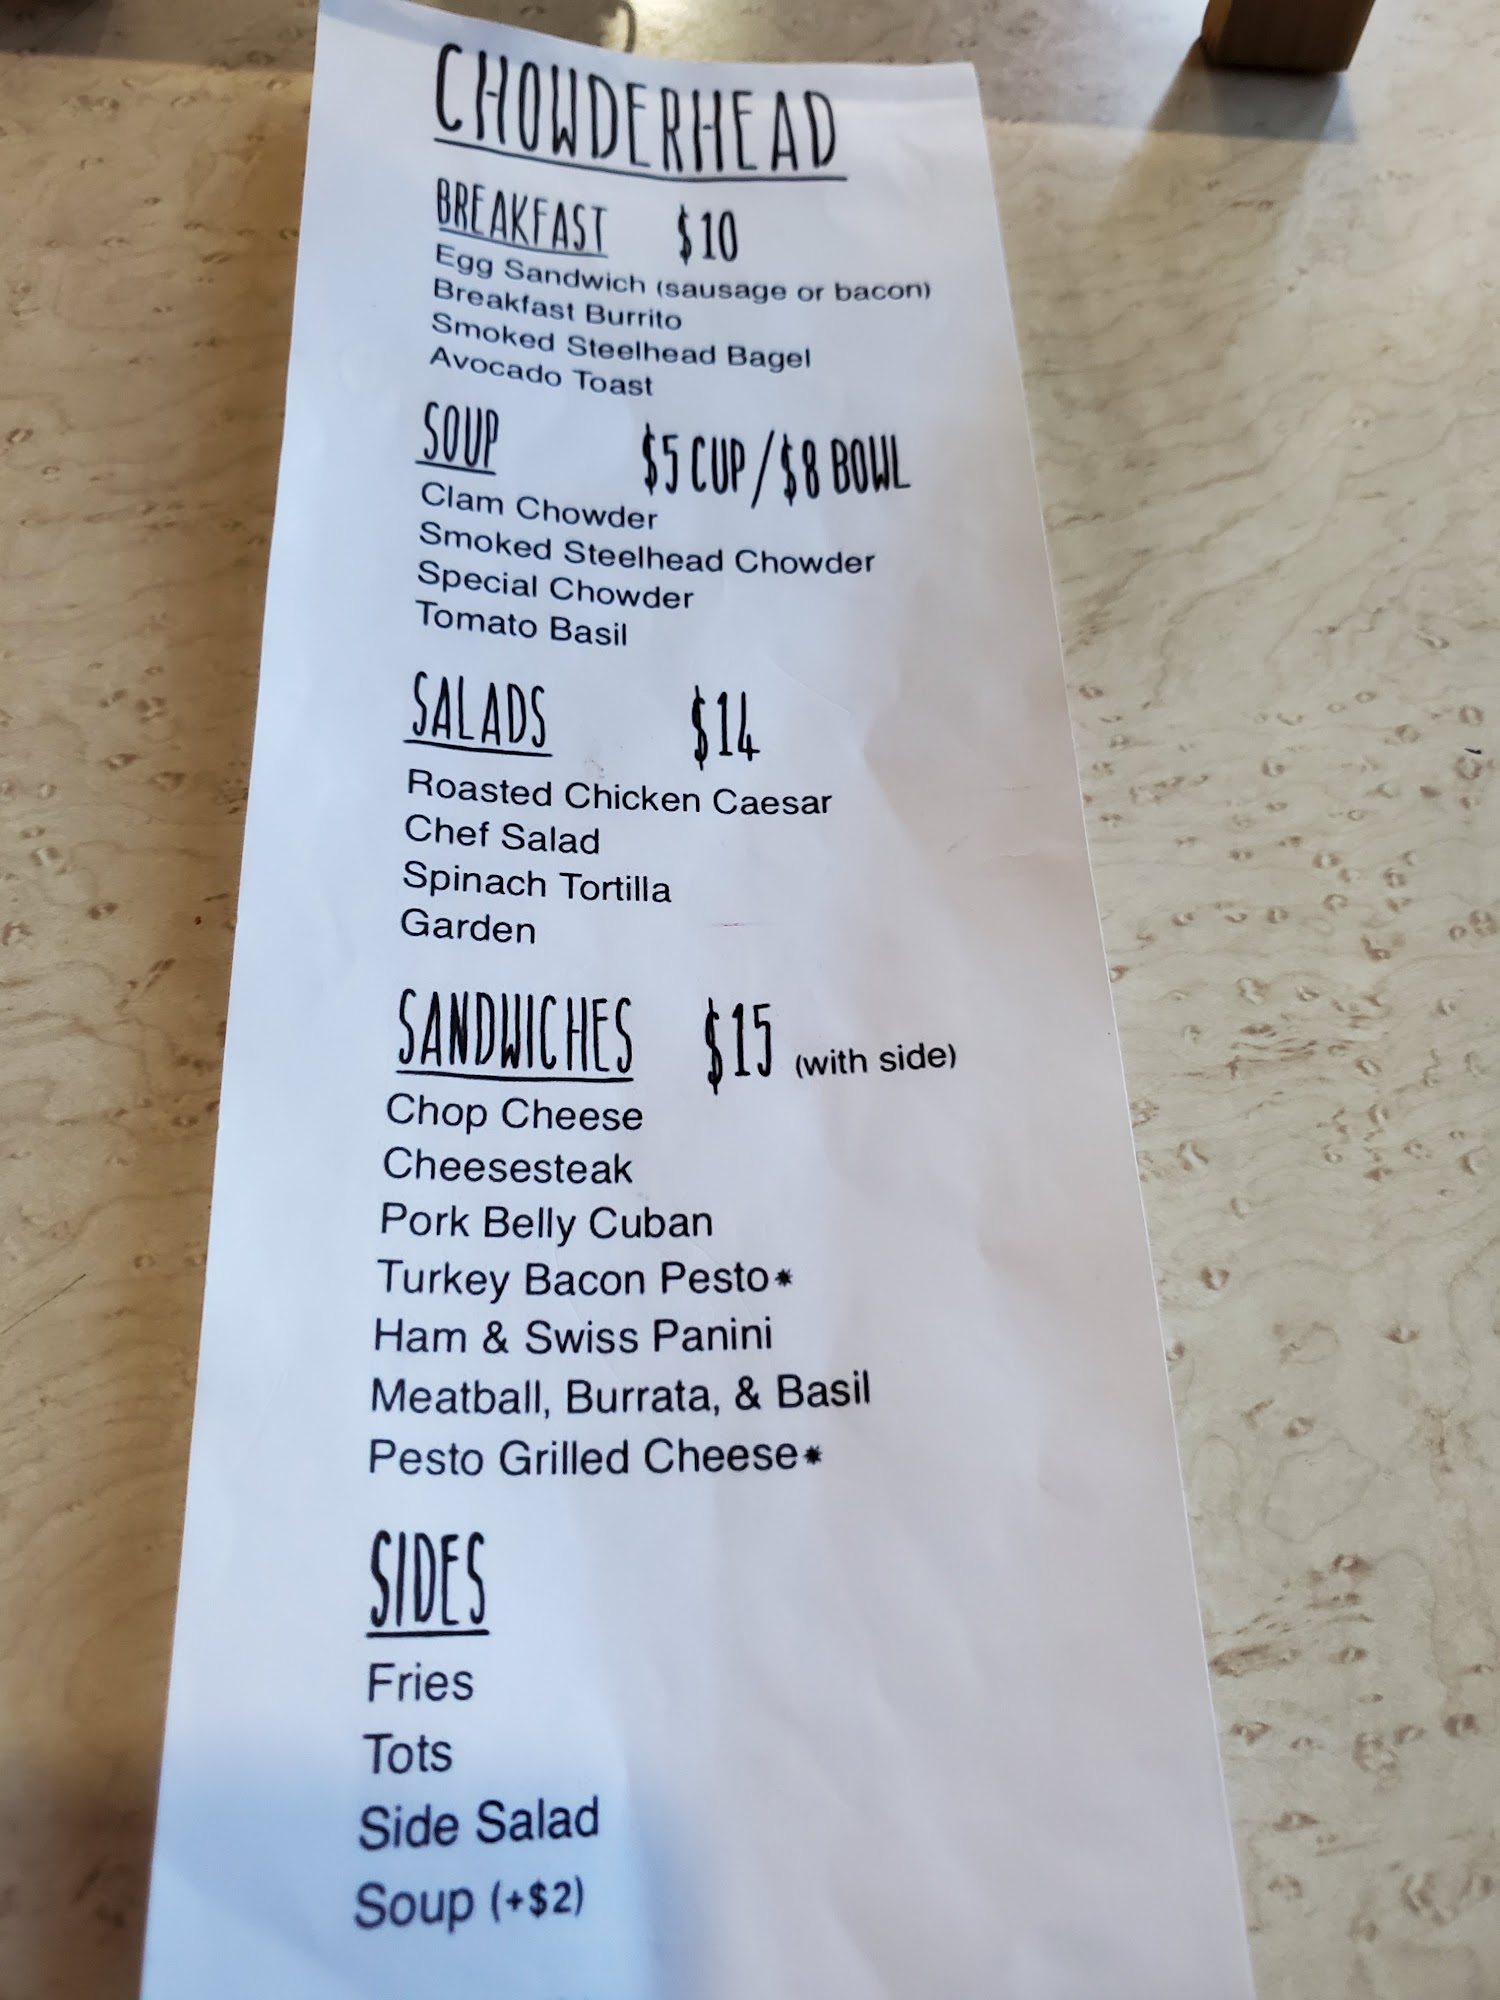 CHOWDERHEAD
BREAKFAST $10
Egg Sandwich (sausage or bacon)
Breakfast Burrito
Smoked Steelhead Bagel
Avocado Toast
SOUP $5 CUP/$8 BOWL
Clam Chowder
Smoked Steelhead Chowder
Special Chowder
Tomato Basil
SALADS $14
Roasted Chicken Caesar
Chef Salad
Spinach Tortilla
Garden
SANDWICHES $15 (with side)
Chop Cheese
Cheesesteak
Pork Belly Cuban
Turkey Bacon Pesto✷
Ham & Swiss Panini
Meatball, Burrata, & Basil
Pesto Grilled Cheese✷
SIDES
Fries
Tots
Side Salad
Soup (+$2)